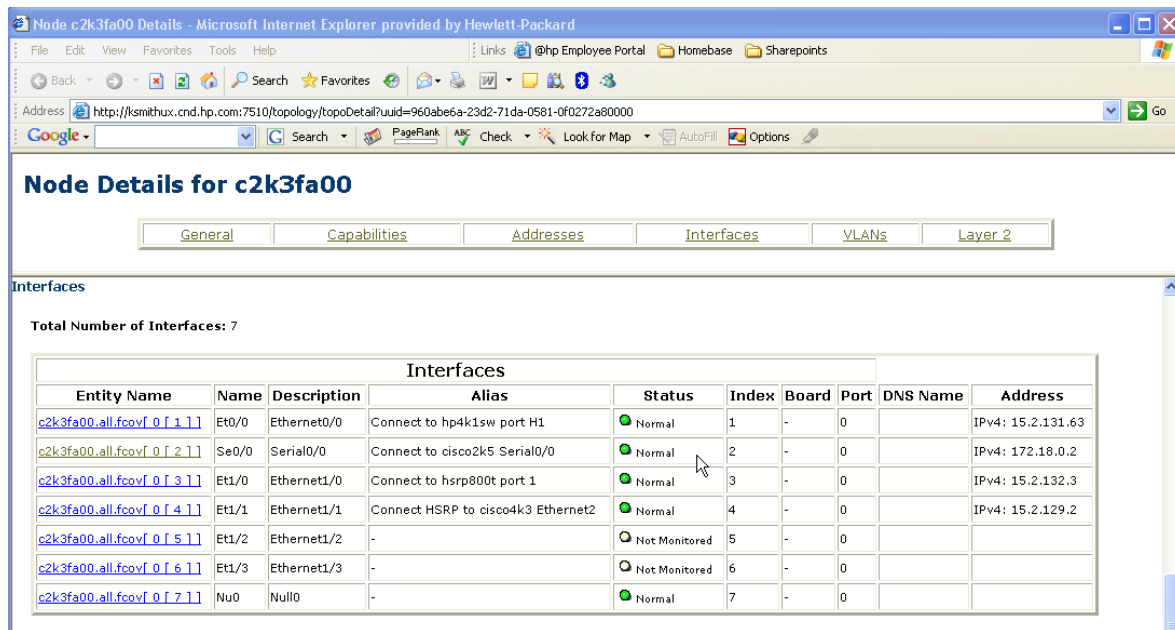 Node c2k3fa00 Details - Microsoft Internet Explorer provided by Hewlett-Packard
File Edit View Favorites Tools Help Links @hp Employee Portal Homebase Sharepoints
Back Search Favorites
Address http://ksmithux.cnd.hp.com:7510/topology/topoDetail?uuid=960abe6a-23d2-71da-0581-0f0272a80000 Go
Google Search PageRank ABC Check Look for Map AutoFill Options
Node Details for c2k3fa00
General Capabilities Addresses Interfaces VLANs Layer 2
Interfaces
Total Number of Interfaces: 7
Interfaces
Entity Name Name Description Alias Status Index Board Port DNS Name Address
c2k3fa00.all.fcov[ 0 [ 1 ] ] Et0/0 Ethernet0/0 Connect to hp4k1sw port H1 Normal 1 - 0 IPv4: 15.2.131.63
c2k3fa00.all.fcov[ 0 [ 2 ] ] Se0/0 Serial0/0 Connect to cisco2k5 Serial0/0 Normal 2 - 0 IPv4: 172.18.0.2
c2k3fa00.all.fcov[ 0 [ 3 ] ] Et1/0 Ethernet1/0 Connect to hsrp800t port 1 Normal 3 - 0 IPv4: 15.2.132.3
c2k3fa00.all.fcov[ 0 [ 4 ] ] Et1/1 Ethernet1/1 Connect HSRP to cisco4k3 Ethernet2 Normal 4 - 0 IPv4: 15.2.129.2
c2k3fa00.all.fcov[ 0 [ 5 ] ] Et1/2 Ethernet1/2 - Not Monitored 5 - 0
c2k3fa00.all.fcov[ 0 [ 6 ] ] Et1/3 Ethernet1/3 - Not Monitored 6 - 0
c2k3fa00.all.fcov[ 0 [ 7 ] ] Nu0 Null0 - Normal 7 - 0